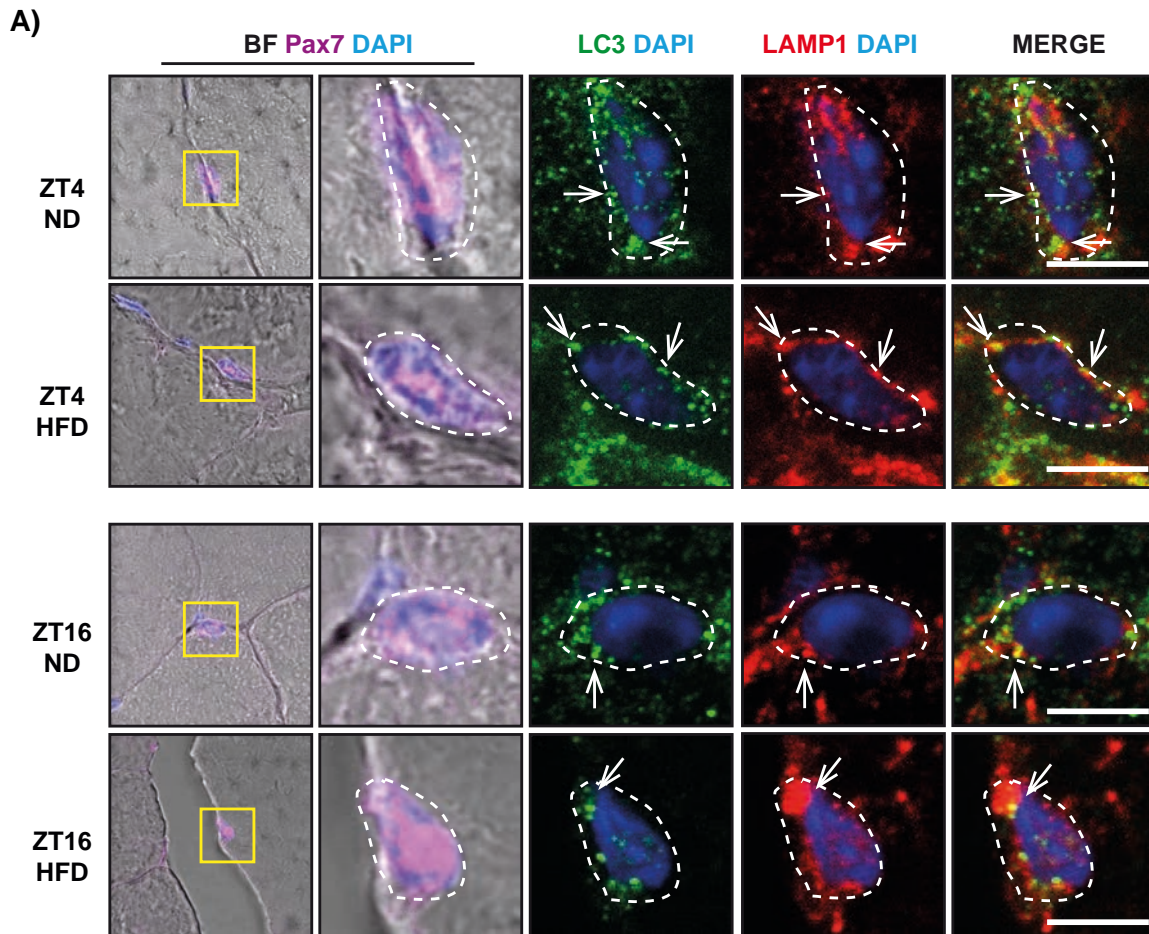 A)
BF Pax7 DAPI
LC3 DAPI
LAMP1 DAPI
MERGE
ZT4
ND
ZT4
HFD
ZT16
ND
ZT16
HFD